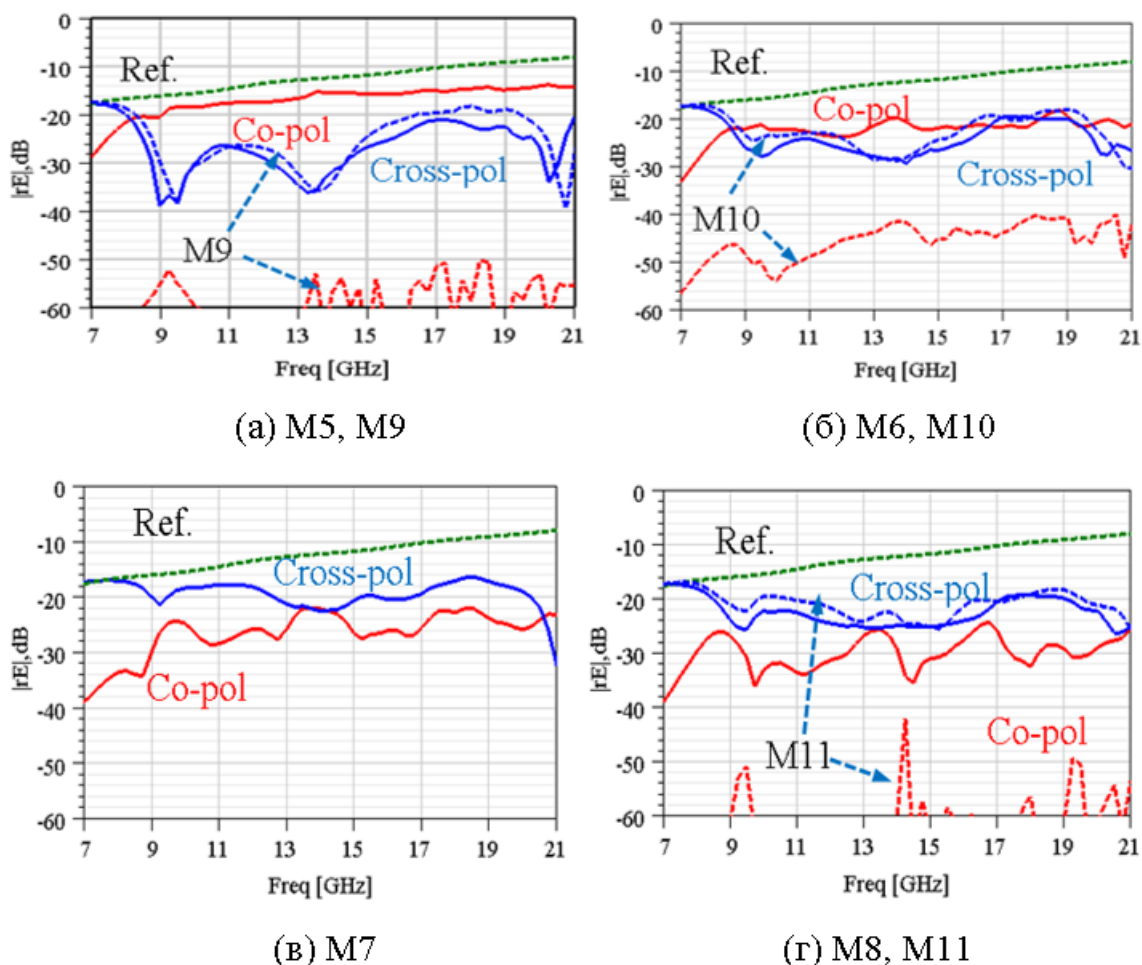 0
-10
-20
-30
-40
-50
-60
|rE|,dB
Ref.
Co-pol
Cross-pol
M9
7 9 11 13 15 17 19 21
Freq [GHz]
(а) M5, M9
0
-10
-20
-30
-40
-50
-60
|rE|,dB
Ref.
Co-pol
Cross-pol
M10
7 9 11 13 15 17 19 21
Freq [GHz]
(б) M6, M10
0
-10
-20
-30
-40
-50
-60
|rE|,dB
Ref.
Cross-pol
Co-pol
7 9 11 13 15 17 19 21
Freq [GHz]
(в) M7
0
-10
-20
-30
-40
-50
-60
|rE|,dB
Ref.
Cross-pol
M11
Co-pol
7 9 11 13 15 17 19 21
Freq [GHz]
(г) M8, M11